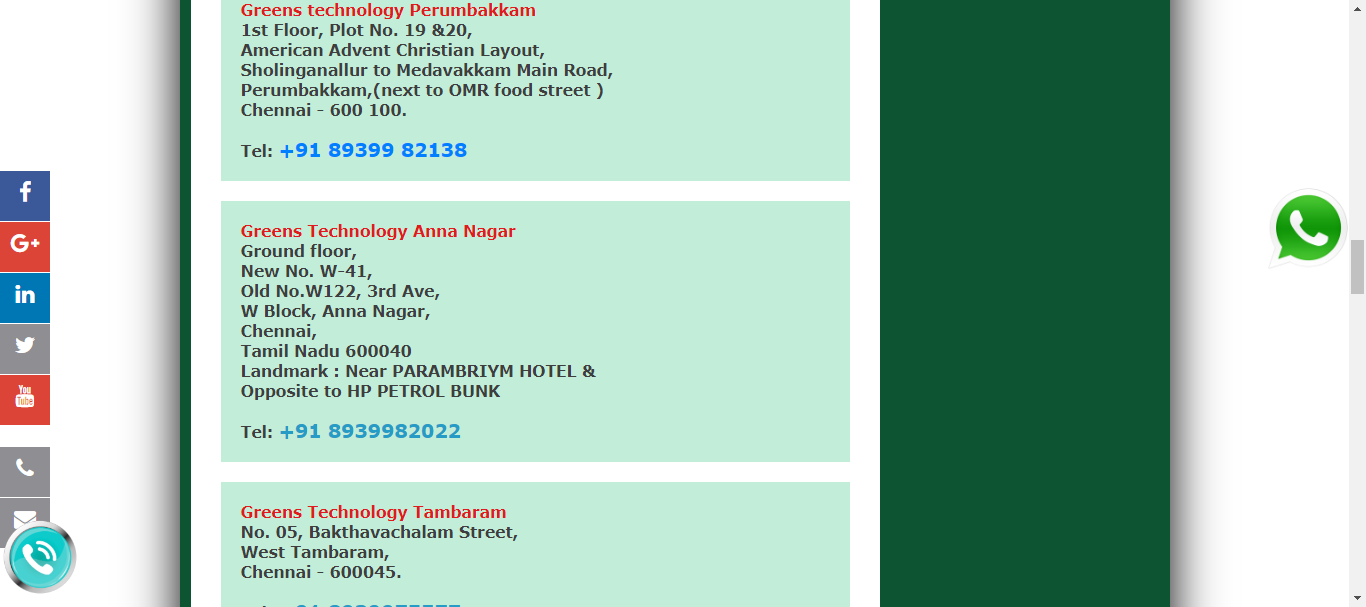 Greens technology Perumbakkam
1st Floor, Plot No. 19 &20,
American Advent Christian Layout,
Sholinganallur to Medavakkam Main Road,
Perumbakkam,(next to OMR food street )
Chennai - 600 100.
Tel: +91 89399 82138
Greens Technology Anna Nagar
Ground floor,
New No. W-41,
Old No.W122, 3rd Ave,
W Block, Anna Nagar,
Chennai,
Tamil Nadu 600040
Landmark : Near PARAMBRIYM HOTEL &
Opposite to HP PETROL BUNK
Tel: +91 8939982022
Greens Technology Tambaram
No. 05, Bakthavachalam Street,
West Tambaram,
Chennai - 600045.
f
G+
in
You
Tube